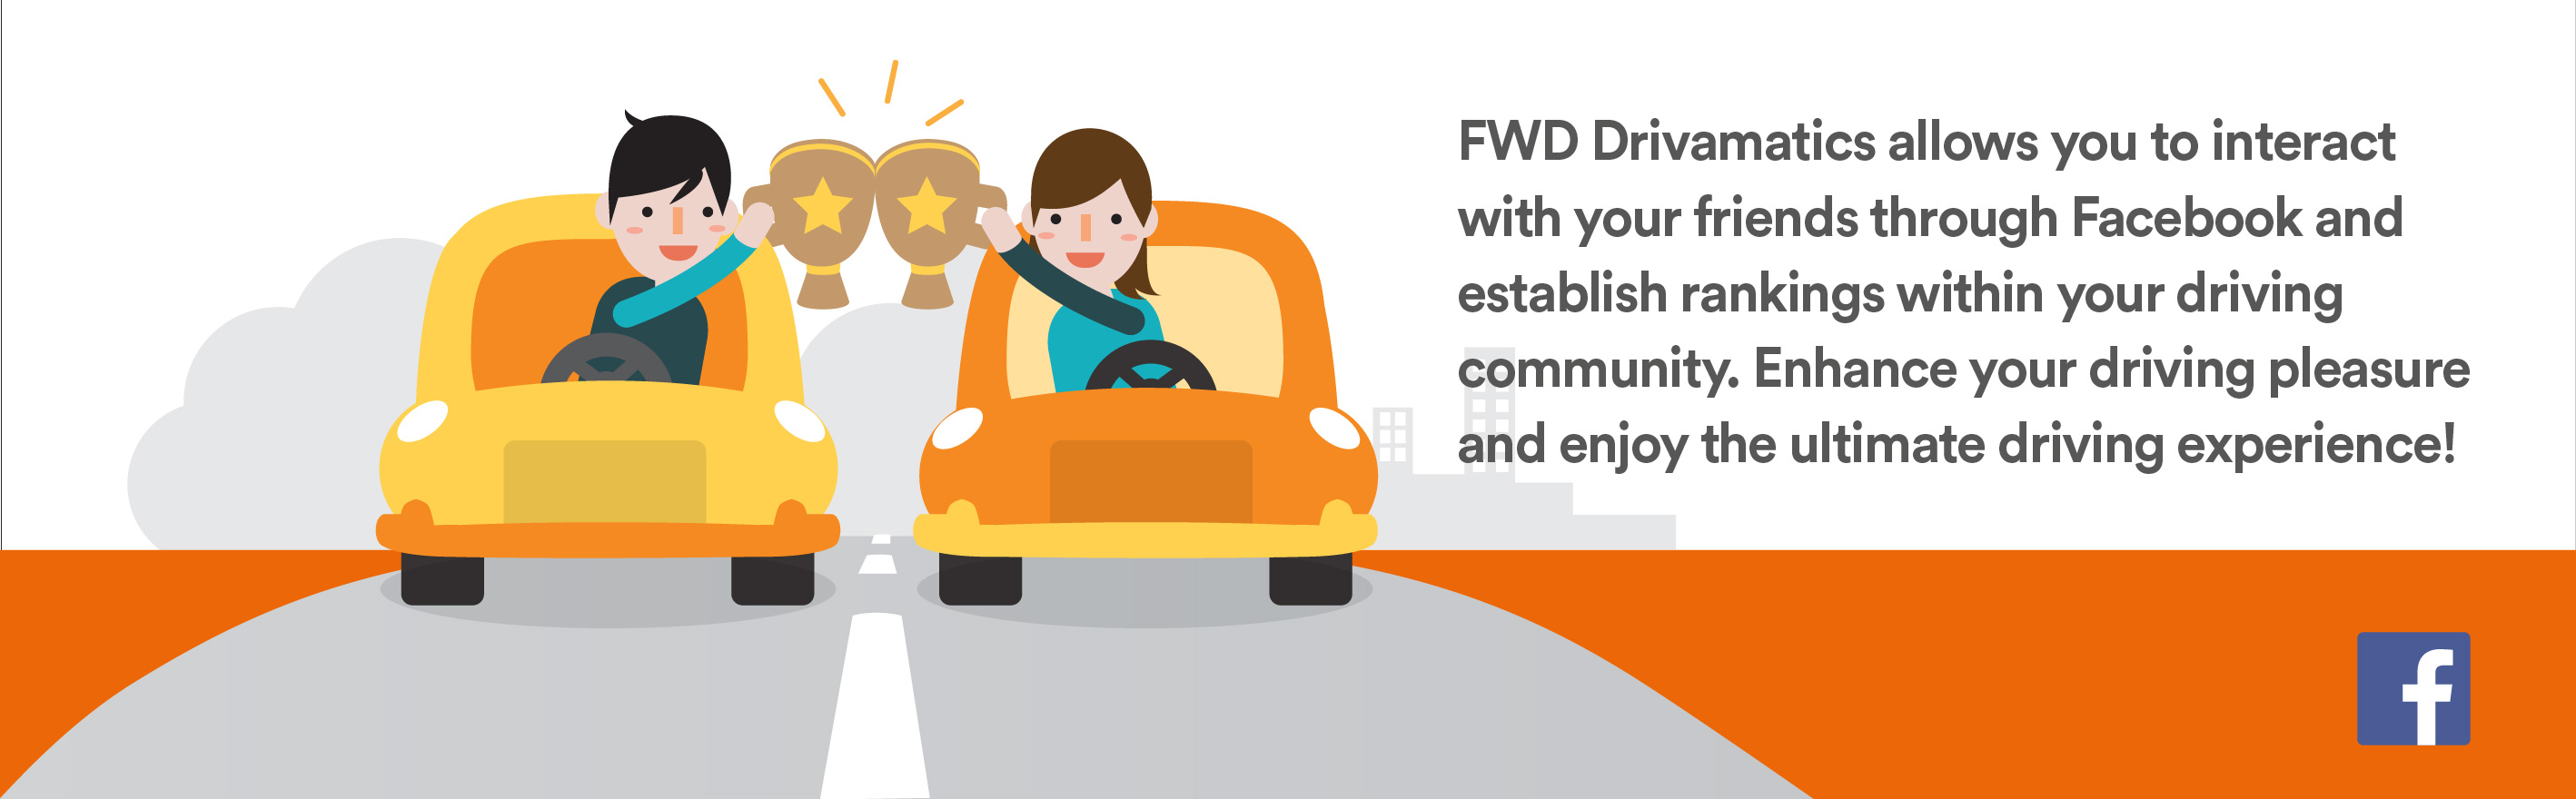 FWD Drivamatics allows you to interact
with your friends through Facebook and
establish rankings within your driving
community. Enhance your driving pleasure
and enjoy the ultimate driving experience!
f